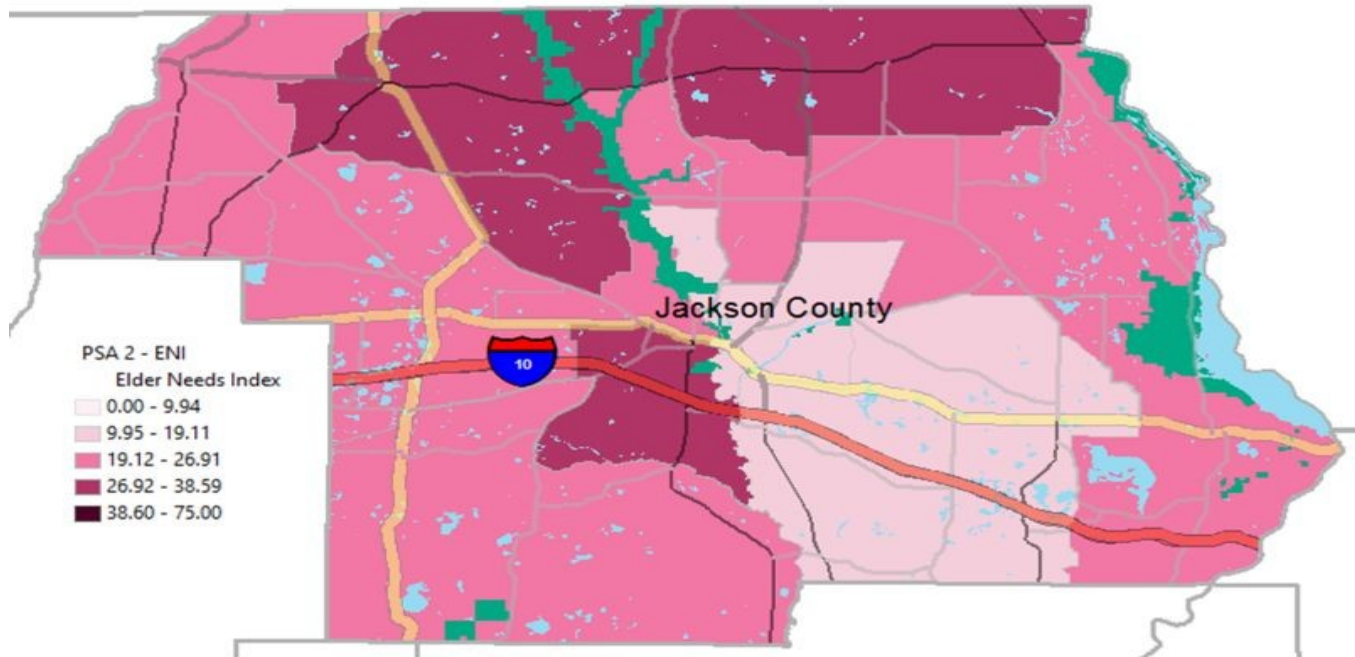 Jackson County
10
PSA 2 - ENI
Elder Needs Index
0.00 - 9.94
9.95 - 19.11
19.12 - 26.91
26.92 - 38.59
38.60 - 75.00